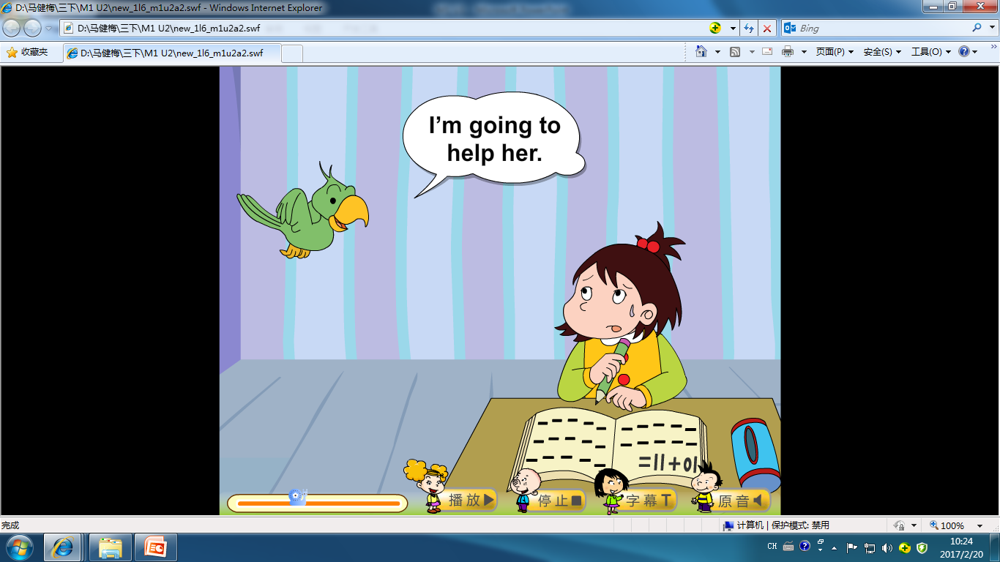 D:\马健梅\三下\M1 U2\new_1l6_m1u2a2.swf - Windows Internet Explorer
D:\马健梅\三下\M1 U2\new_1l6_m1u2a2.swf
Bing
收藏夹
D:\马健梅\三下\M1 U2\new_1l6_m1u2a2.swf
页面(P)
安全(S)
工具(O)
I'm going to
help her.
=11+01
播放
停止
字幕T
原音
完成
计算机 | 保护模式: 禁用
100%
CH
10:24
2017/2/20